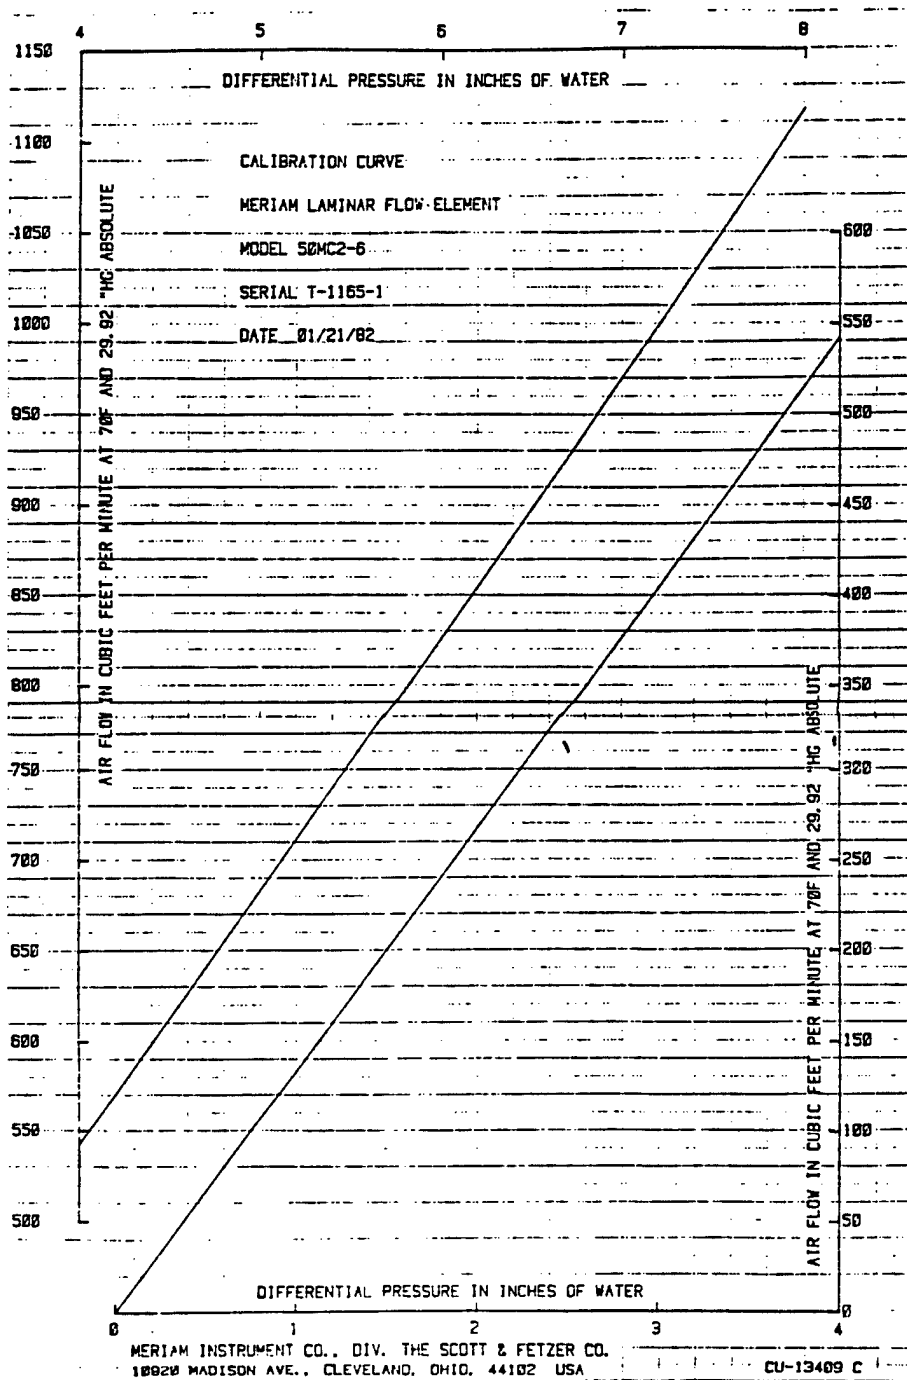 4 5 6 7 8
1150
DIFFERENTIAL PRESSURE IN INCHES OF WATER
1100
CALIBRATION CURVE
MERIAM LAMINAR FLOW ELEMENT
1050 600
MODEL 50MC2-6
SERIAL T-1165-1
1000 550
DATE 01/21/82
950 500
900 450
850 400
800 350
750 300
700 250
650 200
600 150
550 100
500 50
AIR FLOW IN CUBIC FEET PER MINUTE AT 70F AND 29.92 "HG ABSOLUTE
AIR FLOW IN CUBIC FEET PER MINUTE AT 70F AND 29.92 "HG ABSOLUTE
DIFFERENTIAL PRESSURE IN INCHES OF WATER
0
0 1 2 3 4
MERIAM INSTRUMENT CO., DIV. THE SCOTT & FETZER CO.
10920 MADISON AVE., CLEVELAND, OHIO, 44102 USA CU-13409 C